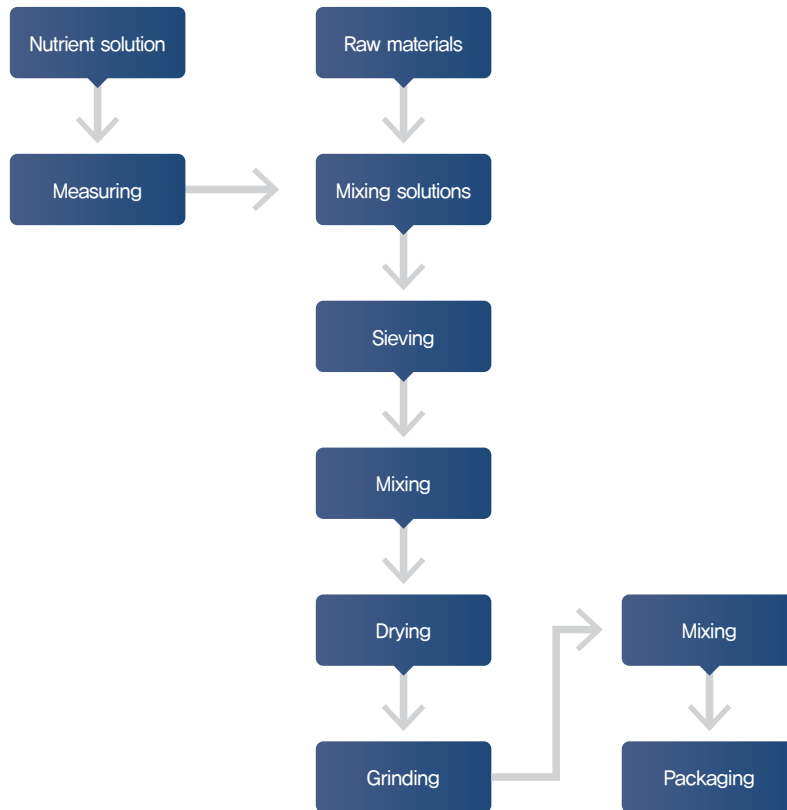 Nutrient solution
Raw materials
Measuring
Mixing solutions
Sieving
Mixing
Drying
Mixing
Grinding
Packaging